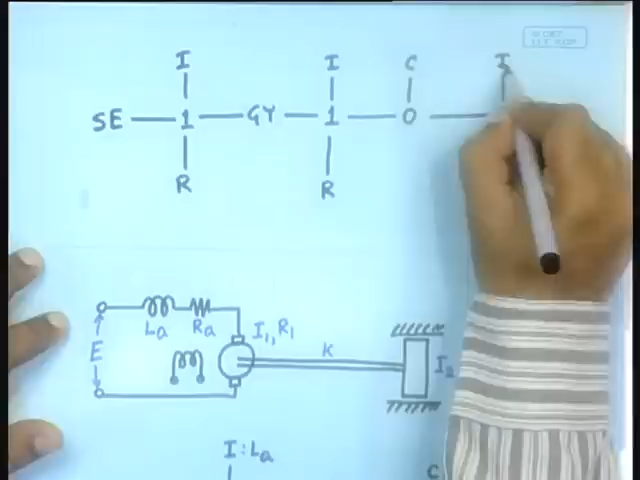 I I C I
SE 1 GY 1 0
R R
La Ra I1, R1
E K I2
I : La
C